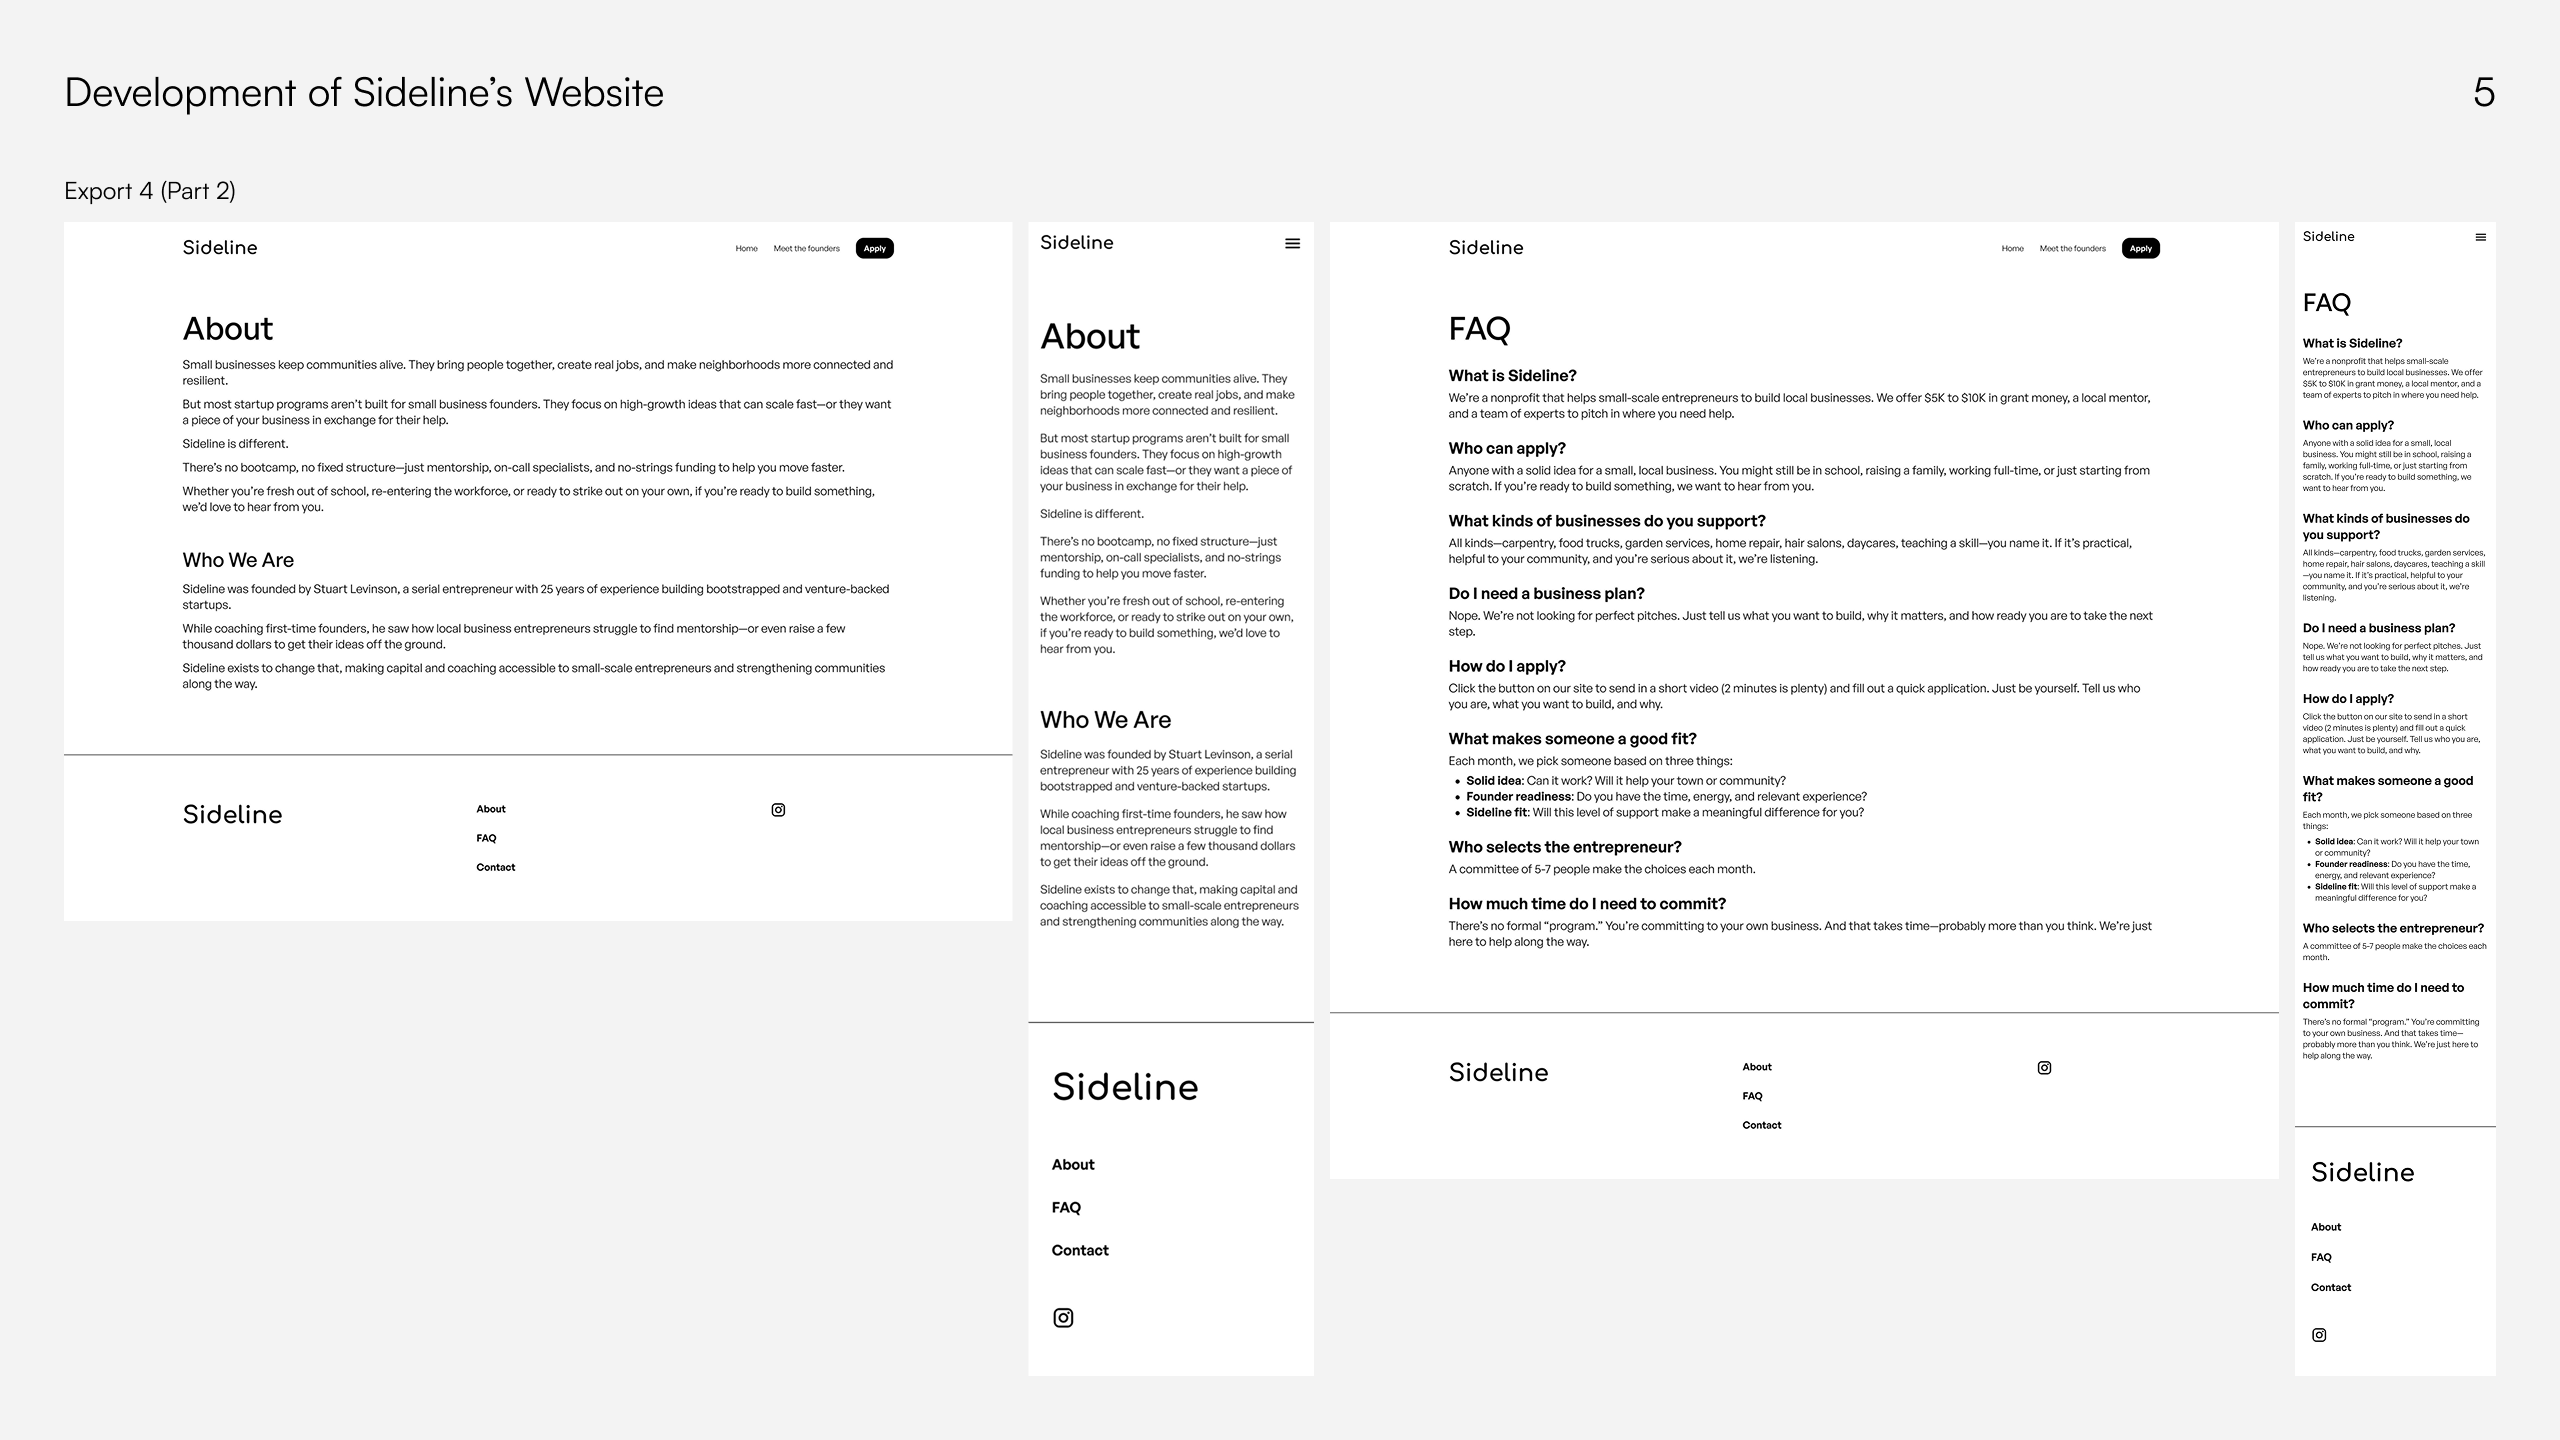 Development of Sideline’s Website
5
Export 4 (Part 2)
Sideline
Home
Meet the founders
Apply
About
Small businesses keep communities alive. They bring people together, create real jobs, and make neighborhoods more connected and
resilient.
But most startup programs aren’t built for small business founders. They focus on high-growth ideas that can scale fast—or they want
a piece of your business in exchange for their help.
Sideline is different.
There’s no bootcamp, no fixed structure—just mentorship, on-call specialists, and no-strings funding to help you move faster.
Whether you’re fresh out of school, re-entering the workforce, or ready to strike out on your own, if you’re ready to build something,
we’d love to hear from you.
Who We Are
Sideline was founded by Stuart Levinson, a serial entrepreneur with 25 years of experience building bootstrapped and venture-backed
startups.
While coaching first-time founders, he saw how local business entrepreneurs struggle to find mentorship—or even raise a few
thousand dollars to get their ideas off the ground.
Sideline exists to change that, making capital and coaching accessible to small-scale entrepreneurs and strengthening communities
along the way.
Sideline
About
FAQ
Contact
Sideline
About
Small businesses keep communities alive. They
bring people together, create real jobs, and make
neighborhoods more connected and resilient.
But most startup programs aren’t built for small
business founders. They focus on high-growth
ideas that can scale fast—or they want a piece of
your business in exchange for their help.
Sideline is different.
There’s no bootcamp, no fixed structure—just
mentorship, on-call specialists, and no-strings
funding to help you move faster.
Whether you’re fresh out of school, re-entering
the workforce, or ready to strike out on your own,
if you’re ready to build something, we’d love to
hear from you.
Who We Are
Sideline was founded by Stuart Levinson, a serial
entrepreneur with 25 years of experience building
bootstrapped and venture-backed startups.
While coaching first-time founders, he saw how
local business entrepreneurs struggle to find
mentorship—or even raise a few thousand dollars
to get their ideas off the ground.
Sideline exists to change that, making capital and
coaching accessible to small-scale entrepreneurs
and strengthening communities along the way.
Sideline
About
FAQ
Contact
Sideline
Home
Meet the founders
Apply
FAQ
What is Sideline?
We’re a nonprofit that helps small-scale entrepreneurs to build local businesses. We offer $5K to $10K in grant money, a local mentor,
and a team of experts to pitch in where you need help.
Who can apply?
Anyone with a solid idea for a small, local business. You might still be in school, raising a family, working full-time, or just starting from
scratch. If you’re ready to build something, we want to hear from you.
What kinds of businesses do you support?
All kinds—carpentry, food trucks, garden services, home repair, hair salons, daycares, teaching a skill—you name it. If it’s practical,
helpful to your community, and you’re serious about it, we’re listening.
Do I need a business plan?
Nope. We’re not looking for perfect pitches. Just tell us what you want to build, why it matters, and how ready you are to take the next
step.
How do I apply?
Click the button on our site to send in a short video (2 minutes is plenty) and fill out a quick application. Just be yourself. Tell us who
you are, what you want to build, and why.
What makes someone a good fit?
Each month, we pick someone based on three things:
• Solid idea: Can it work? Will it help your town or community?
• Founder readiness: Do you have the time, energy, and relevant experience?
• Sideline fit: Will this level of support make a meaningful difference for you?
Who selects the entrepreneur?
A committee of 5-7 people make the choices each month.
How much time do I need to commit?
There’s no formal “program.” You’re committing to your own business. And that takes time—probably more than you think. We’re just
here to help along the way.
Sideline
About
FAQ
Contact
Sideline
FAQ
What is Sideline?
We’re a nonprofit that helps small-scale
entrepreneurs to build local businesses. We offer
$5K to $10K in grant money, a local mentor, and a
team of experts to pitch in where you need help.
Who can apply?
Anyone with a solid idea for a small, local
business. You might still be in school, raising a
family, working full-time, or just starting from
scratch. If you’re ready to build something, we
want to hear from you.
What kinds of businesses do
you support?
All kinds—carpentry, food trucks, garden services,
home repair, hair salons, daycares, teaching a skill
—you name it. If it’s practical, helpful to your
community, and you’re serious about it, we’re
listening.
Do I need a business plan?
Nope. We’re not looking for perfect pitches. Just
tell us what you want to build, why it matters, and
how ready you are to take the next step.
How do I apply?
Click the button on our site to send in a short
video (2 minutes is plenty) and fill out a quick
application. Just be yourself. Tell us who you are,
what you want to build, and why.
What makes someone a good
fit?
Each month, we pick someone based on three
things:
• Solid idea: Can it work? Will it help your town
or community?
• Founder readiness: Do you have the time,
energy, and relevant experience?
• Sideline fit: Will this level of support make a
meaningful difference for you?
Who selects the entrepreneur?
A committee of 5-7 people make the choices each
month.
How much time do I need to
commit?
There’s no formal “program.” You’re committing
to your own business. And that takes time—
probably more than you think. We’re just here to
help along the way.
Sideline
About
FAQ
Contact